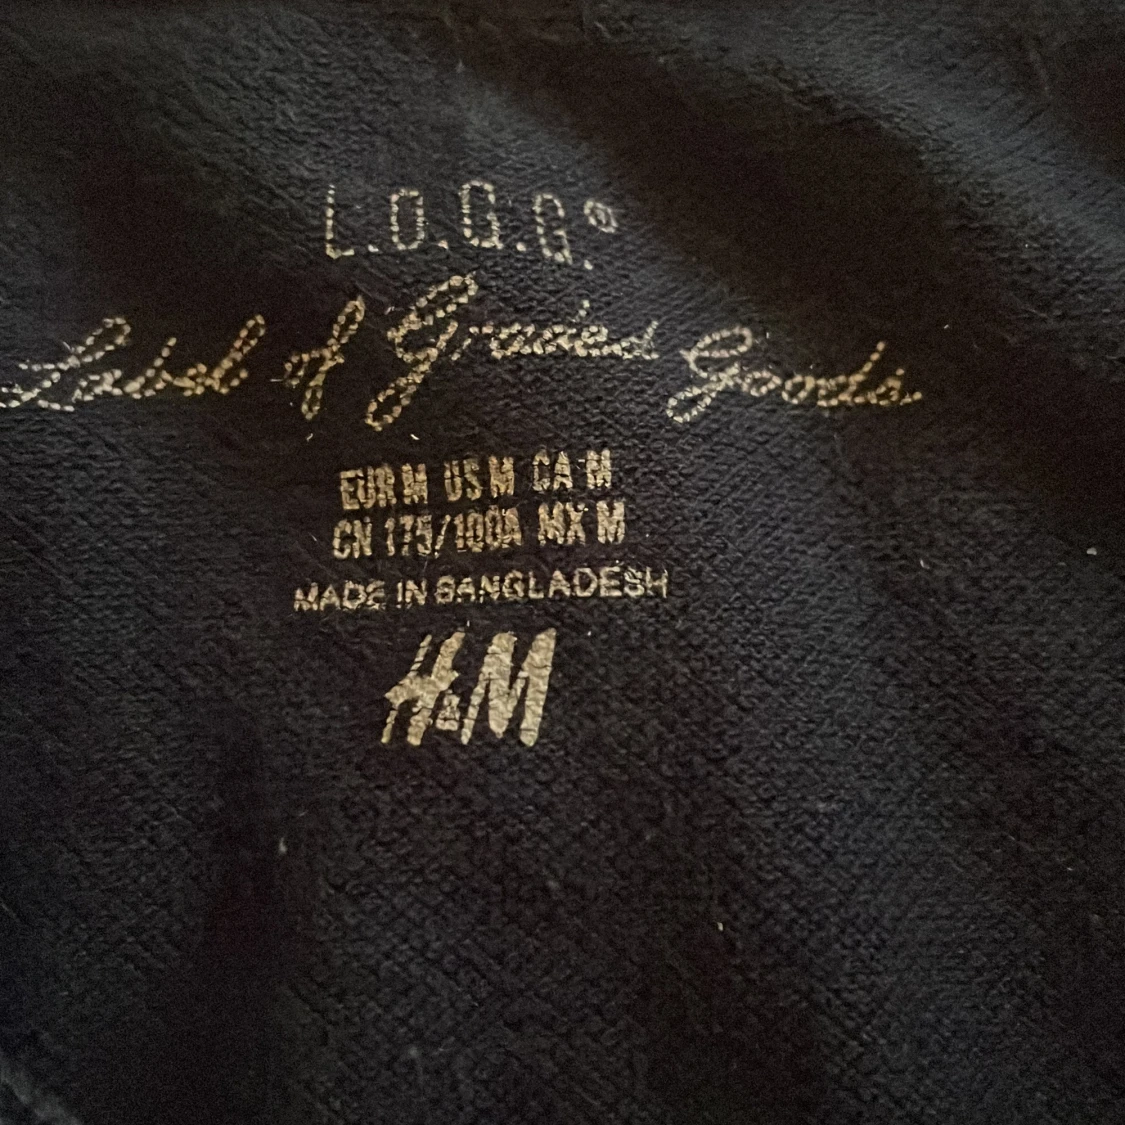 L.O.G.G.®
Label of Graded Goods
EUR M US M CA M
CN 175/100A MX M
MADE IN BANGLADESH
H&M